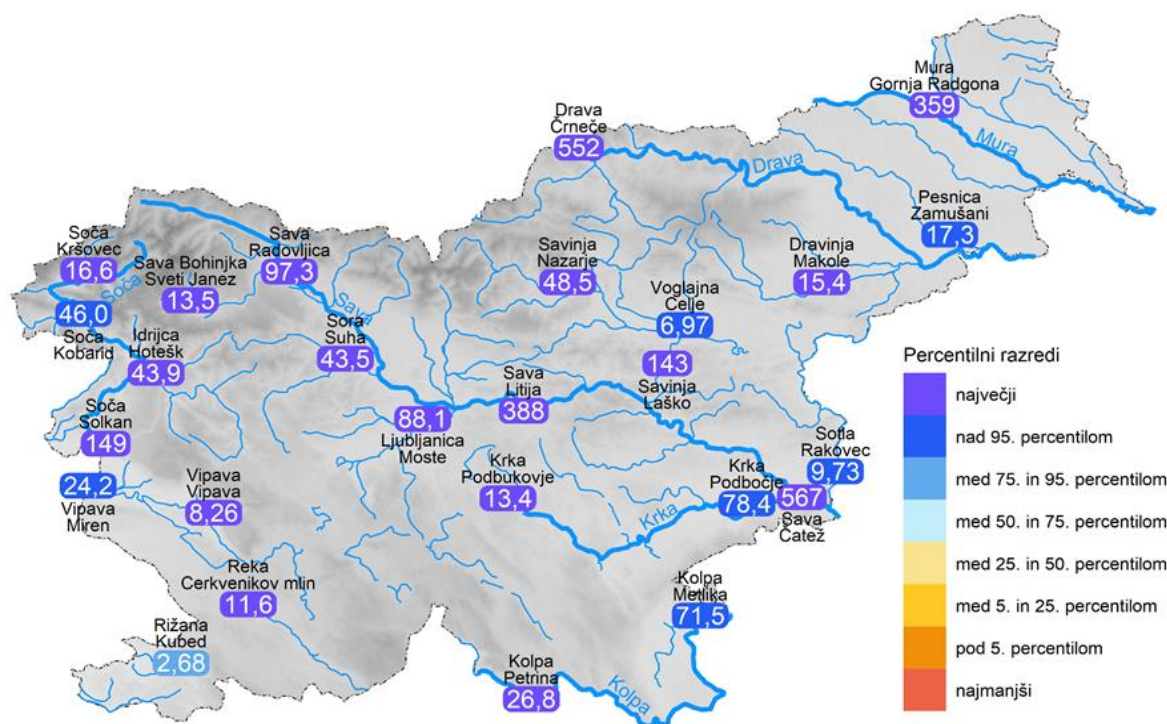 Mura
Gornja Radgona
359
Mura
Drava
Črneče
552
Drava
Pesnica
Zamušani
17,3
Soča
Kršovec
16,6
Soča
Sava Bohinjka
Sveti Janez
13,5
Sava
Radovljica
97,3
Sava
Savinja
Nazarje
48,5
Dravinja
Makole
15,4
Voglajna
Celje
6,97
46,0
Soča
Kobarid
Idrijca
Hotešk
43,9
Sora
Suha
43,5
143
Savinja
Laško
Sava
Litija
388
88,1
Ljubljanica
Moste
Soča
Solkan
149
24,2
Vipava
Miren
Vipava
Vipava
8,26
Krka
Podbukovje
13,4
Krka
Krka
Podbočje
78,4
Sotla
Rakovec
9,73
567
Sava
Čatež
Reka
Cerkvenikov mlin
11,6
Kolpa
Metlika
71,5
Rižana
Kubed
2,68
Kolpa
Petrina
26,8
Kolpa
Percentilni razredi
največji
nad 95. percentilom
med 75. in 95. percentilom
med 50. in 75. percentilom
med 25. in 50. percentilom
med 5. in 25. percentilom
pod 5. percentilom
najmanjši